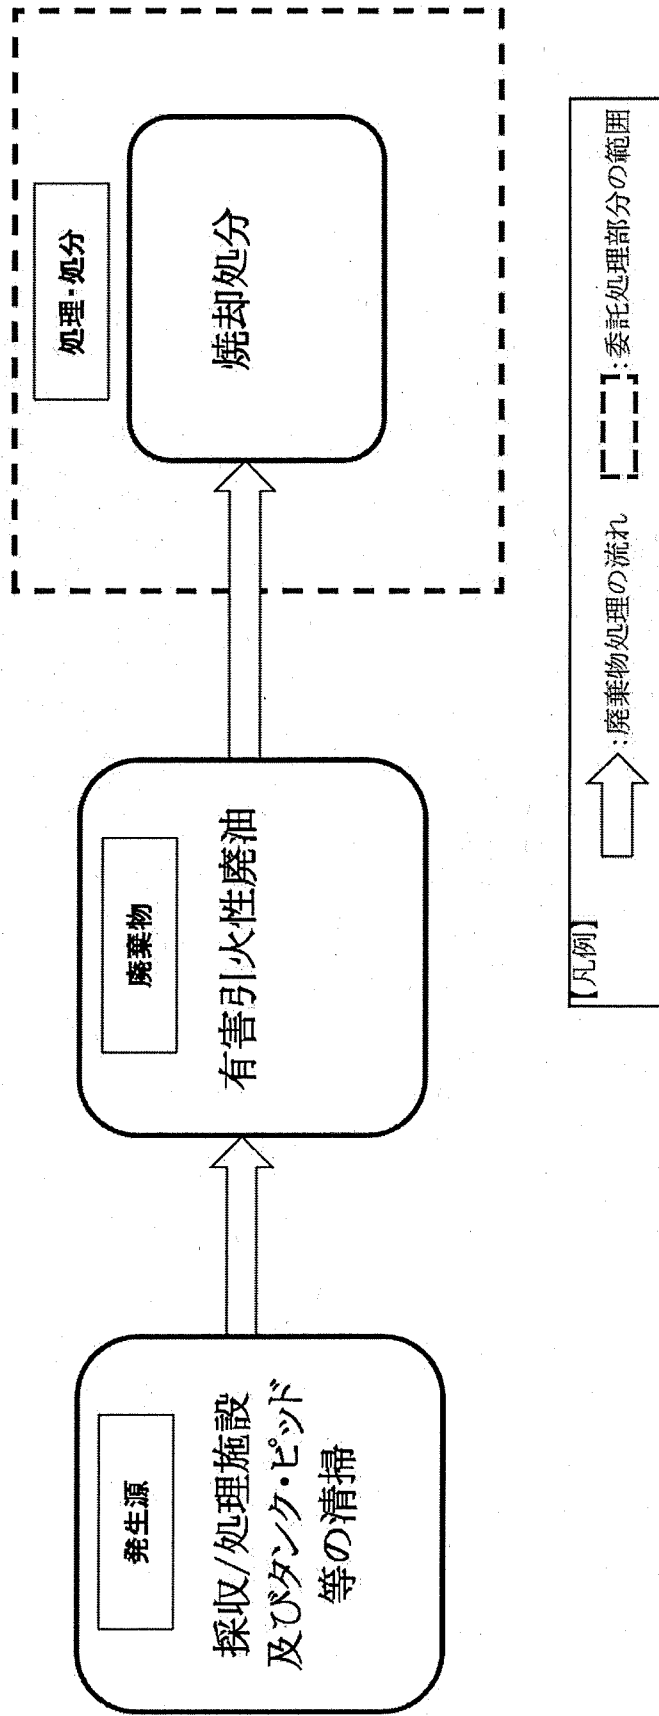 発生源
採収/処理施設
及びタンク・ピッド
等の清掃
廃棄物
有害引火性廃油
処理・処分
焼却処分
【凡例】
:廃棄物処理の流れ
:委託処理部分の範囲